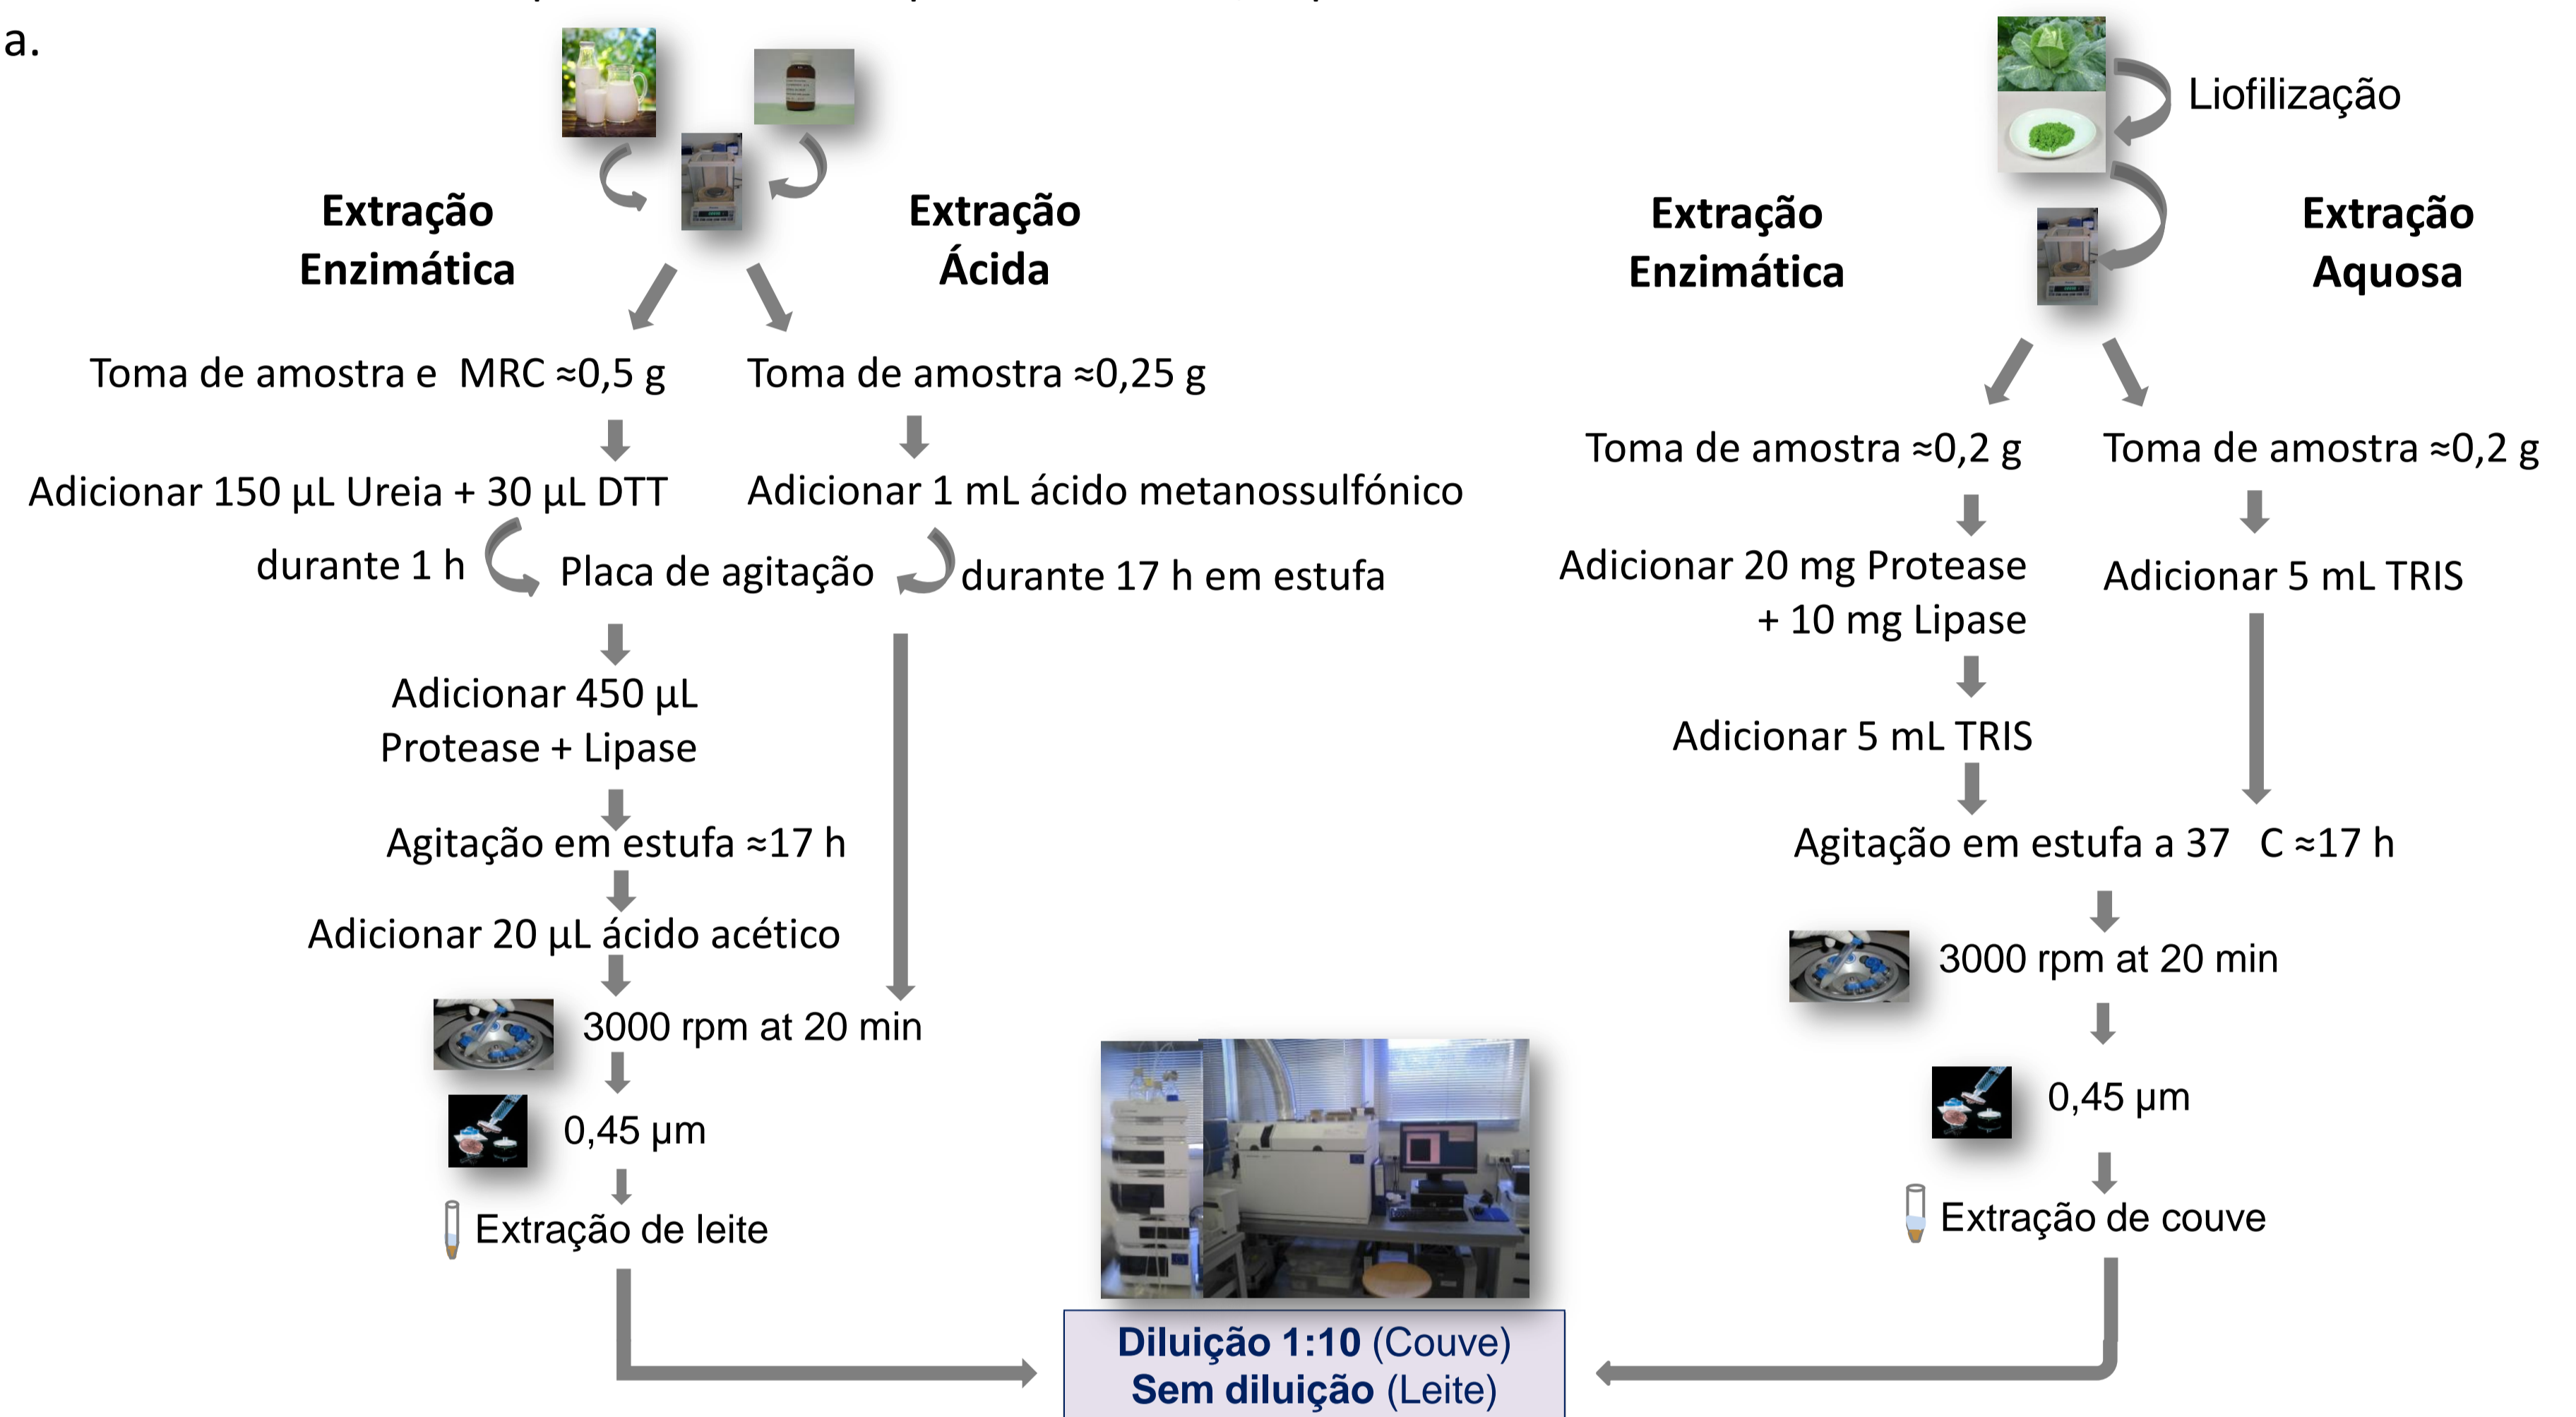 a.
Extração
Enzimática
Extração
Ácida
Toma de amostra e MRC ≈0,5 g
Toma de amostra ≈0,25 g
Adicionar 150 µL Ureia + 30 µL DTT
Adicionar 1 mL ácido metanossulfónico
durante 1 h
Placa de agitação
durante 17 h em estufa
Adicionar 450 µL
Protease + Lipase
Agitação em estufa ≈17 h
Adicionar 20 µL ácido acético
3000 rpm at 20 min
0,45 µm
Extração de leite
Liofilização
Extração
Enzimática
Extração
Aquosa
Toma de amostra ≈0,2 g
Toma de amostra ≈0,2 g
Adicionar 20 mg Protease
+ 10 mg Lipase
Adicionar 5 mL TRIS
Adicionar 5 mL TRIS
Agitação em estufa a 37 C ≈17 h
3000 rpm at 20 min
0,45 µm
Extração de couve
Diluição 1:10 (Couve)
Sem diluição (Leite)